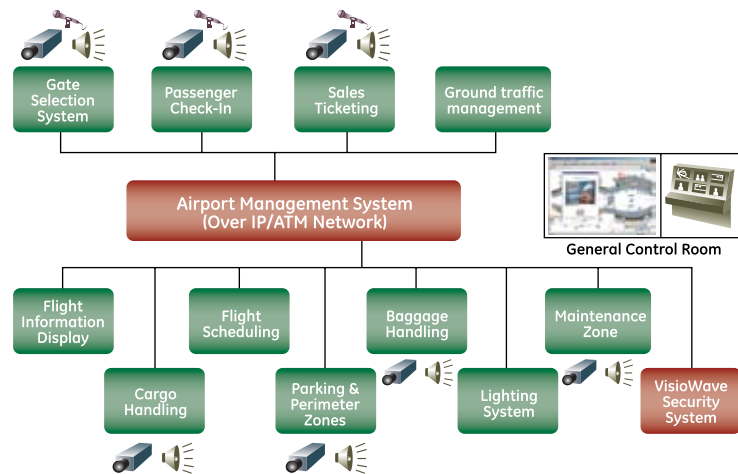 Gate
Selection
System
Passenger
Check-In
Sales
Ticketing
Ground traffic
management
Airport Management System
(Over IP/ATM Network)
General Control Room
Flight
Information
Display
Flight
Scheduling
Baggage
Handling
Maintenance
Zone
Cargo
Handling
Parking &
Perimeter
Zones
Lighting
System
VisioWave
Security
System